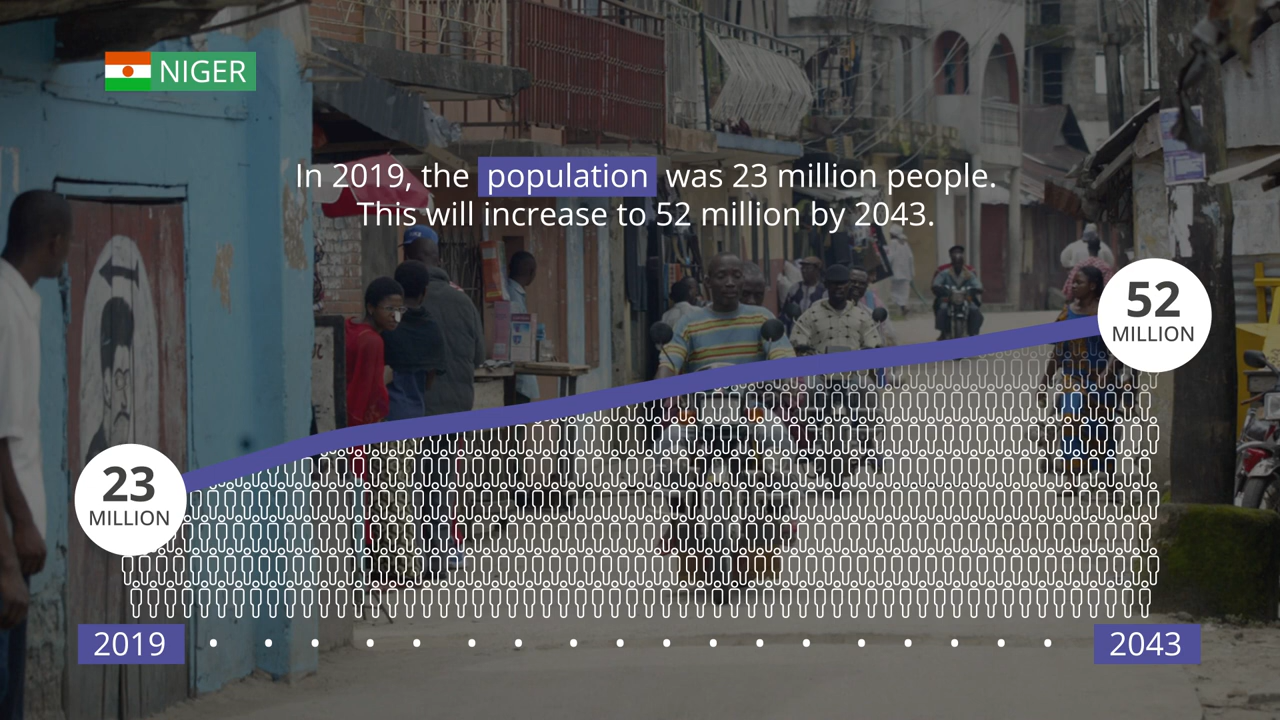 NIGER
In 2019, the population was 23 million people.
This will increase to 52 million by 2043.
52
MILLION
23
MILLION
2019
2043